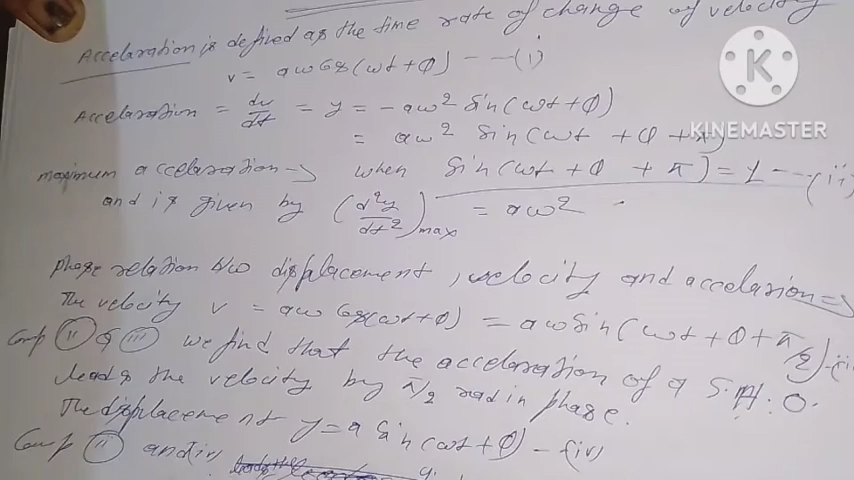 Accelaration is defined as the time rate of change of velocity
v = aω Cos(ωt+φ) - - (i)
Accelaration = dv/dt = y = -aω² Sin(ωt+φ)
= aω² Sin(ωt + φ + π)
KINEMASTER
maximum accelaration → when Sin(ωt + φ + π) = 1 - - - (ii)
and is given by (d²y/dt²)max = aω²
phase relation b/w displacement, velocity and accelarion ⇒
The velocity v = aω Cos(ωt+φ) = aω Sin(ωt + φ + π/2) - (iii)
Comp (II) & (III) we find that the accelaration of a S.H.O.
leads the velocity by π/2 rad in phase.
The displacement y = a Sin(ωt+φ) - (iv)
Comp (II) and (iv)